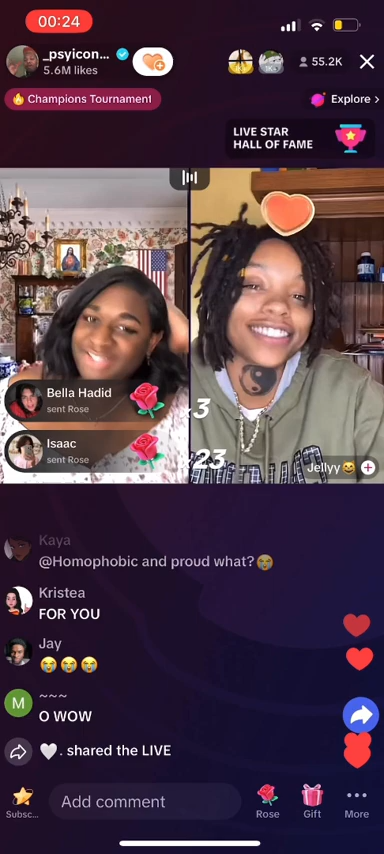 00:24
_psyicon...
5.6M likes
55.2K
Champions Tournament
Explore >
LIVE STAR
HALL OF FAME
Bella Hadid
sent Rose
x3
Isaac
sent Rose
x23
Jellyy😆
Kaya
@Homophobic and proud what?😭
Kristea
FOR YOU
Jay
😭😭😭
M
~~~
O WOW
🤍. shared the LIVE
Subsc...
Add comment
Rose
Gift
More